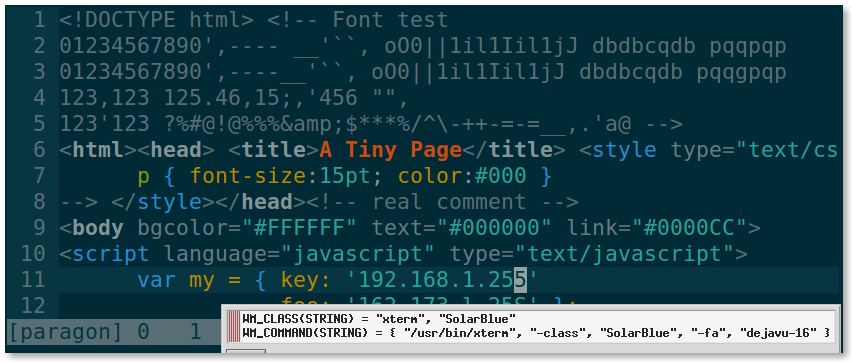 1 <!DOCTYPE html> <!-- Font test
2 01234567890',---- __'``, oO0||1il1Iil1jJ dbdbcqdb pqqpqp
3 01234567890',----__'``, oO0||1il1Iil1jJ dbdbcqdb pqqgpqp
4 123,123 125.46,15;,'456 "",
5 123'123 ?%#@!@%%%&amp;$***%/^\-++-=-=__,.'a@ -->
6 <html><head> <title>A Tiny Page</title> <style type="text/cs
7 p { font-size:15pt; color:#000 }
8 --> </style></head><!-- real comment -->
9 <body bgcolor="#FFFFFF" text="#000000" link="#0000CC">
10 <script language="javascript" type="text/javascript">
11 var my = { key: '192.168.1.255'
12
[paragon] 0 1
WM_CLASS(STRING) = "xterm", "SolarBlue"
WM_COMMAND(STRING) = { "/usr/bin/xterm", "-class", "SolarBlue", "-fa", "dejavu-16" }